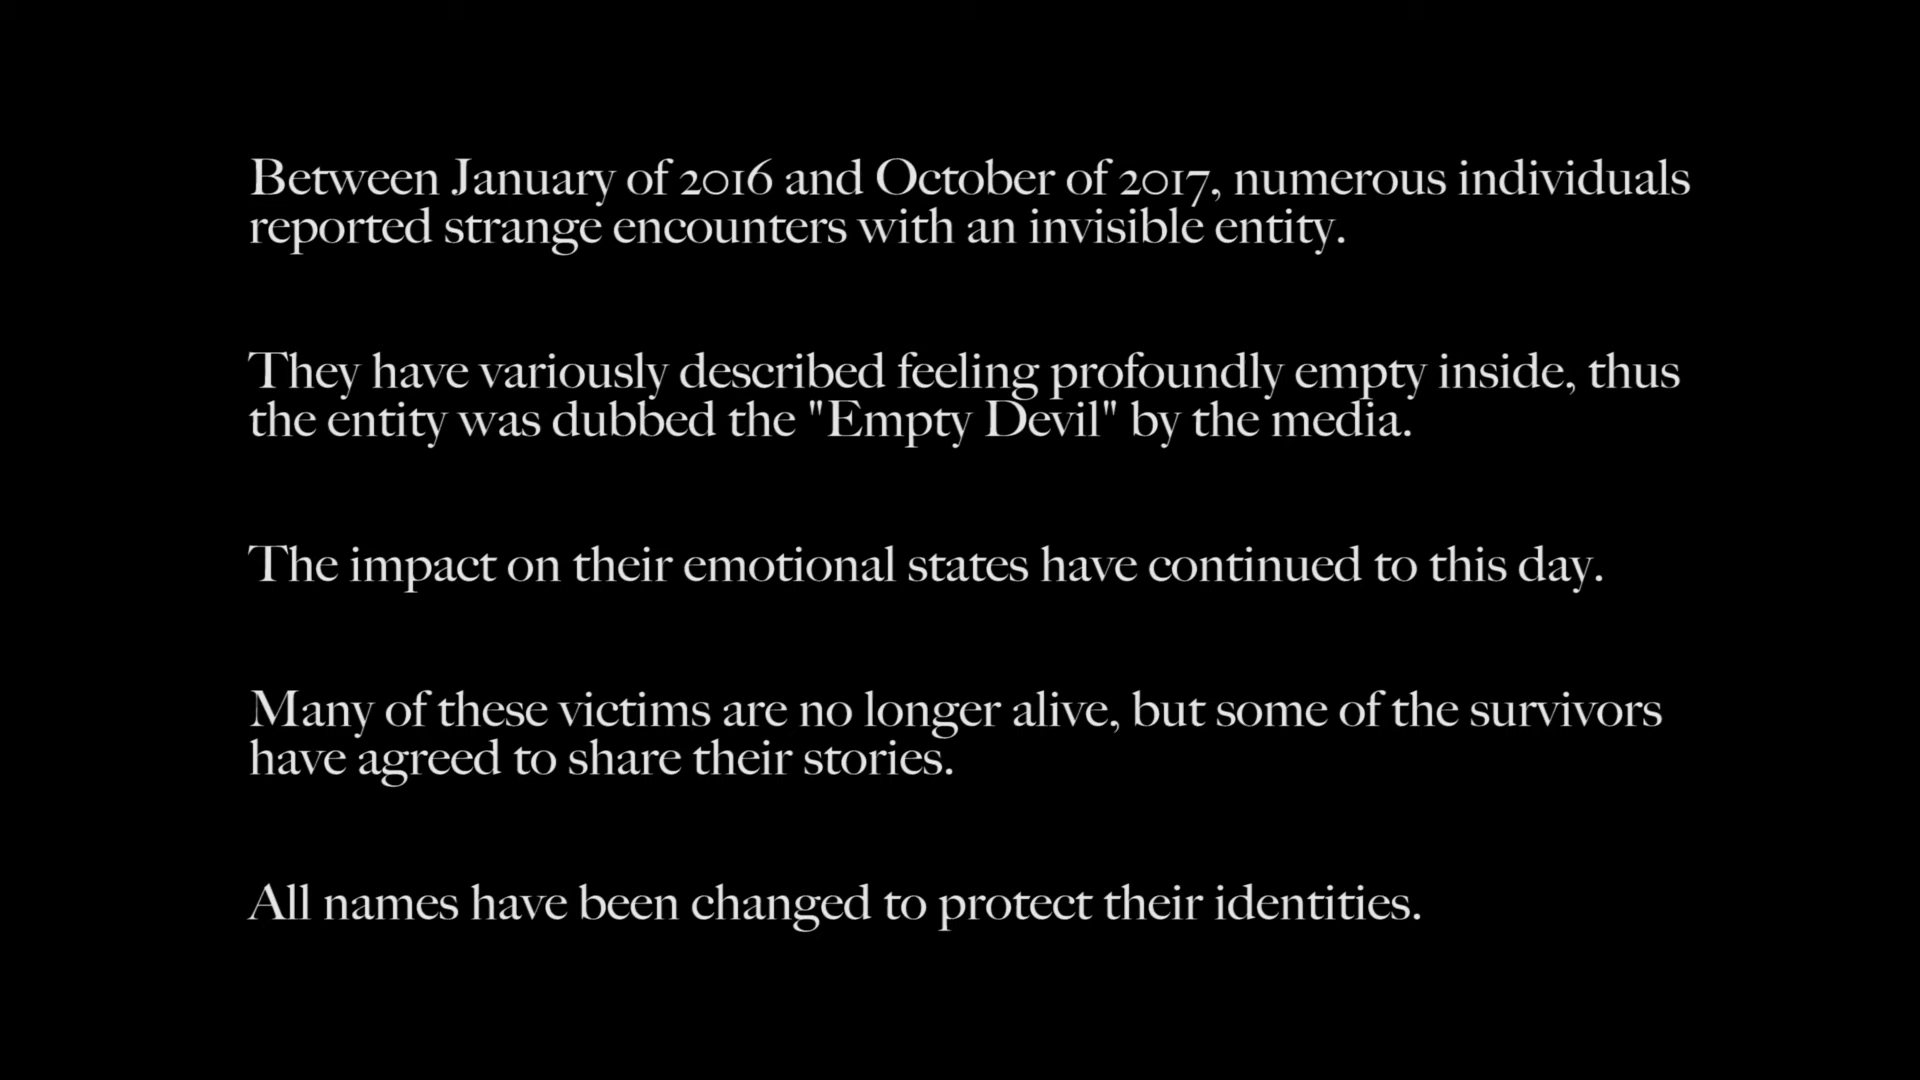 Between January of 2016 and October of 2017, numerous individuals
reported strange encounters with an invisible entity.
They have variously described feeling profoundly empty inside, thus
the entity was dubbed the "Empty Devil" by the media.
The impact on their emotional states have continued to this day.
Many of these victims are no longer alive, but some of the survivors
have agreed to share their stories.
All names have been changed to protect their identities.